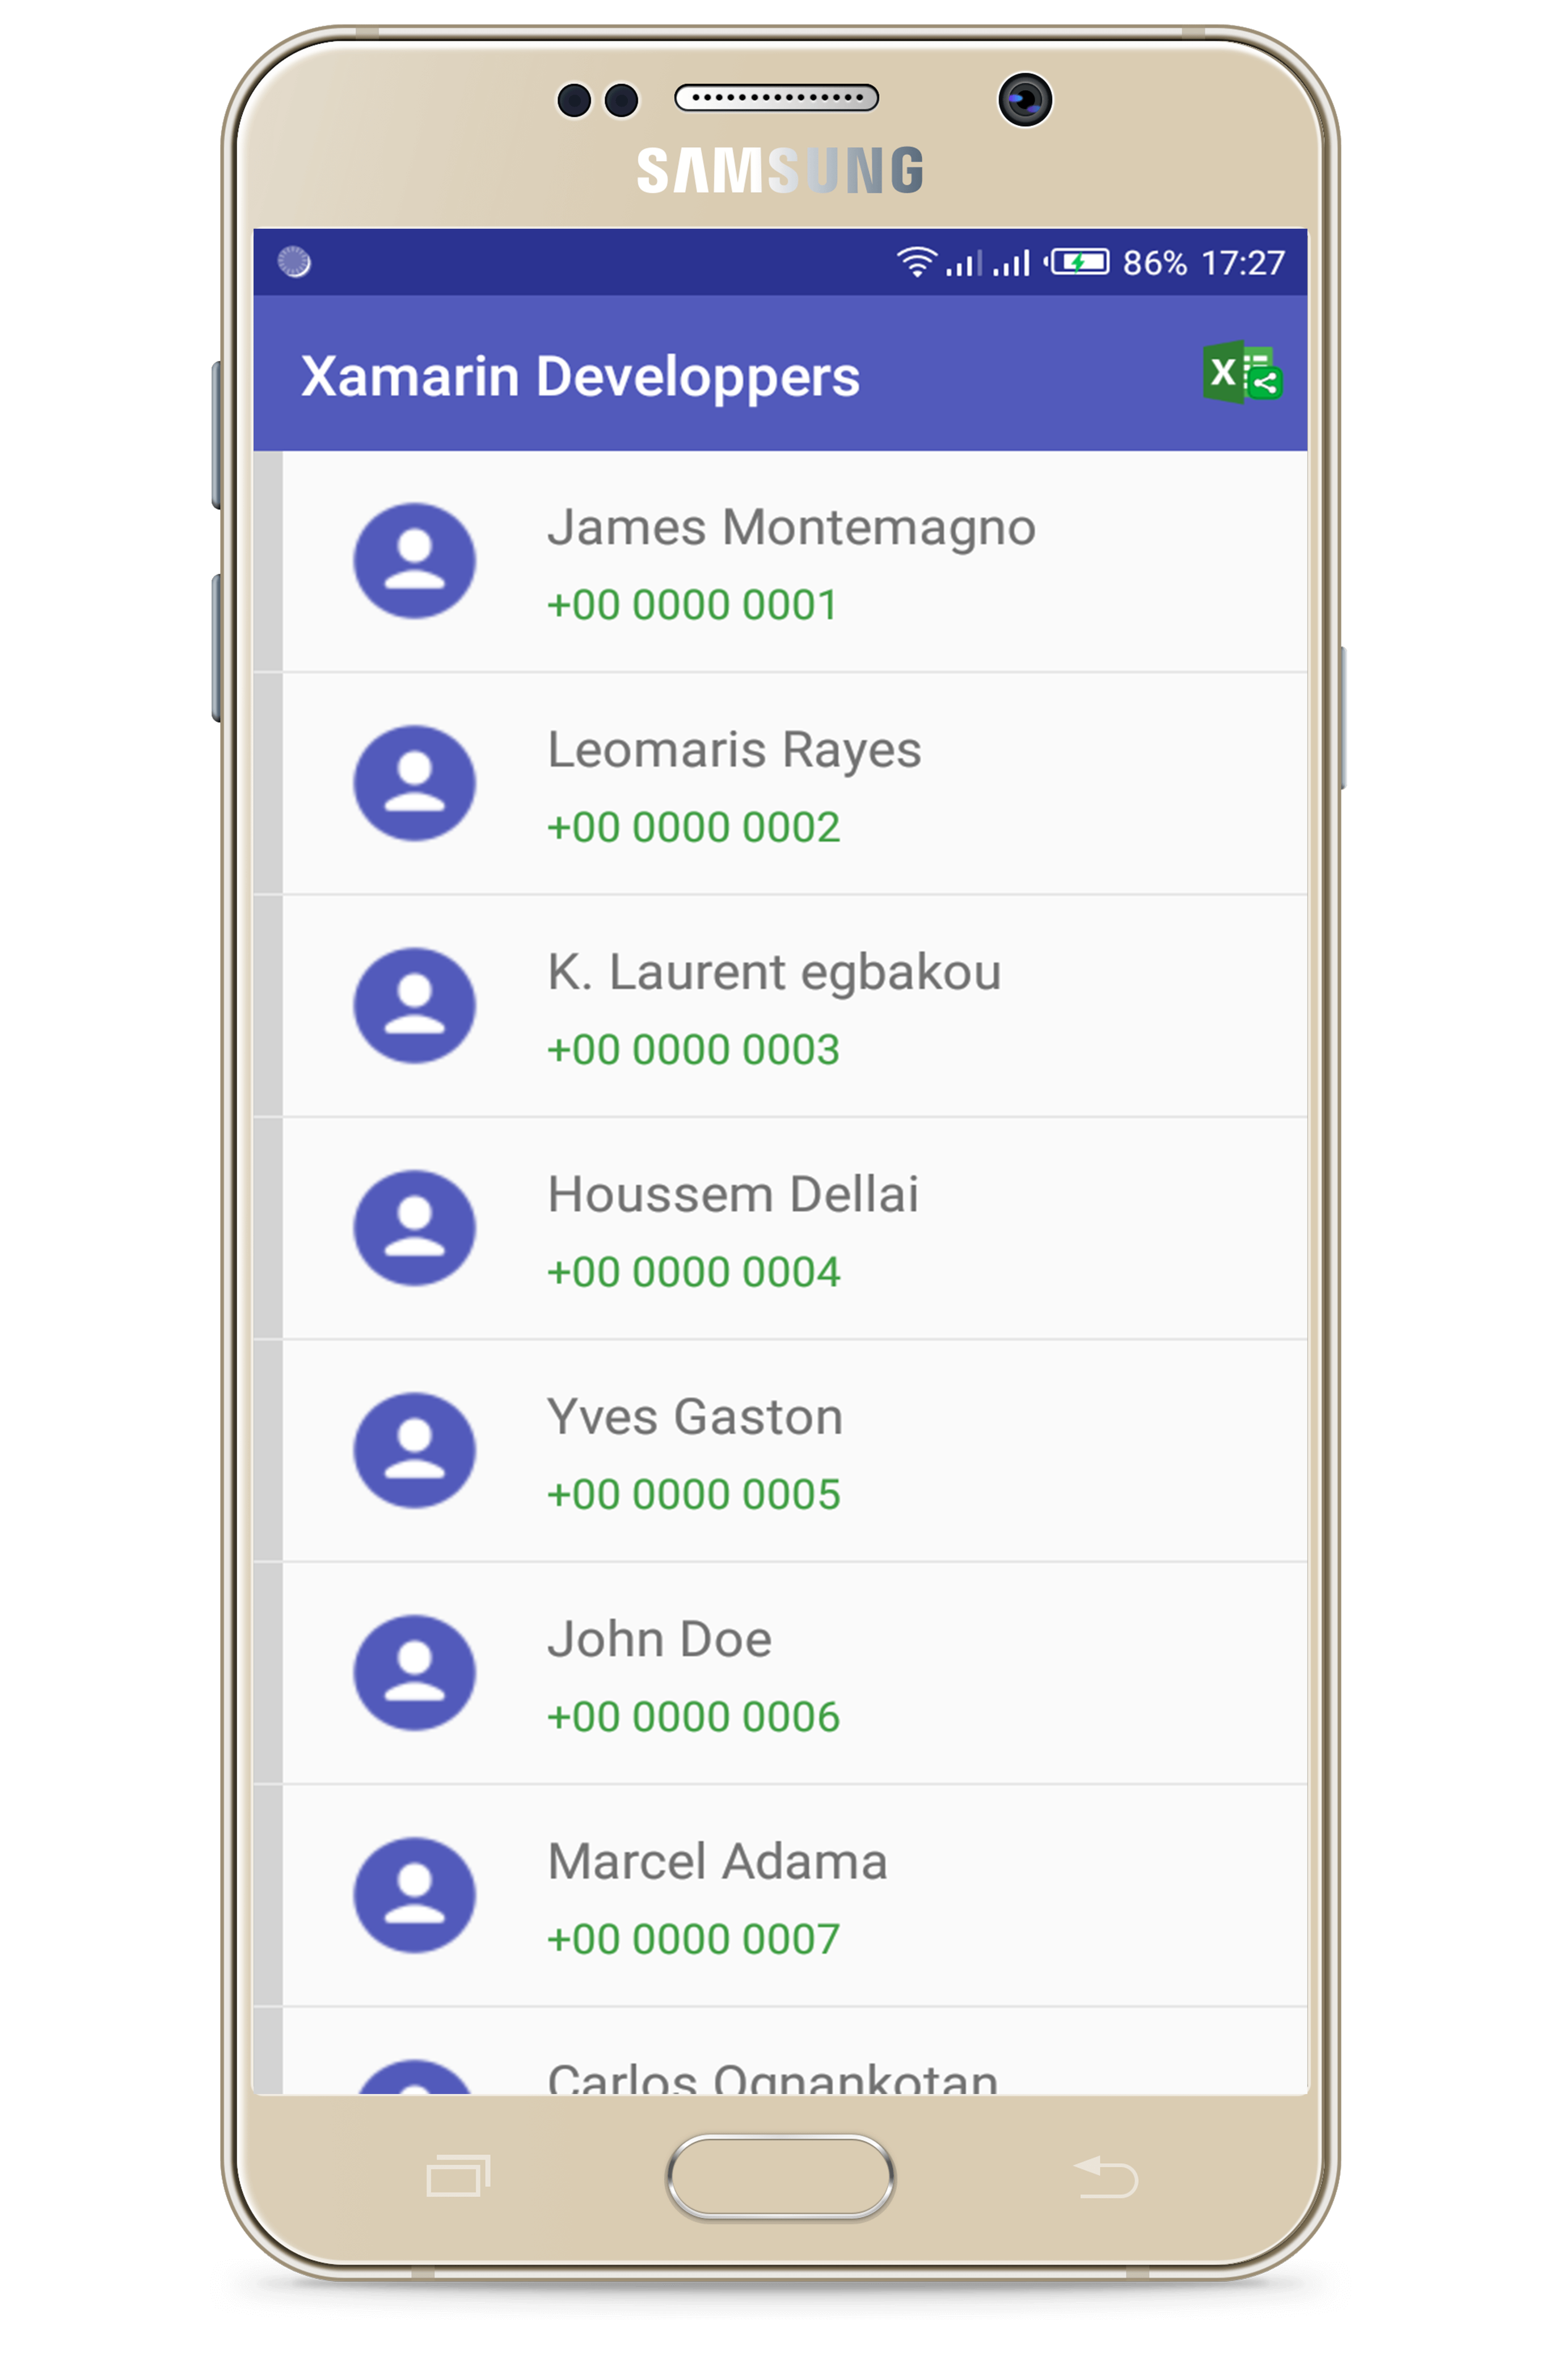 SAMSUNG
86% 17:27
Xamarin Developpers
X
James Montemagno
+00 0000 0001
Leomaris Rayes
+00 0000 0002
K. Laurent egbakou
+00 0000 0003
Houssem Dellai
+00 0000 0004
Yves Gaston
+00 0000 0005
John Doe
+00 0000 0006
Marcel Adama
+00 0000 0007
Carlos Ognankotan